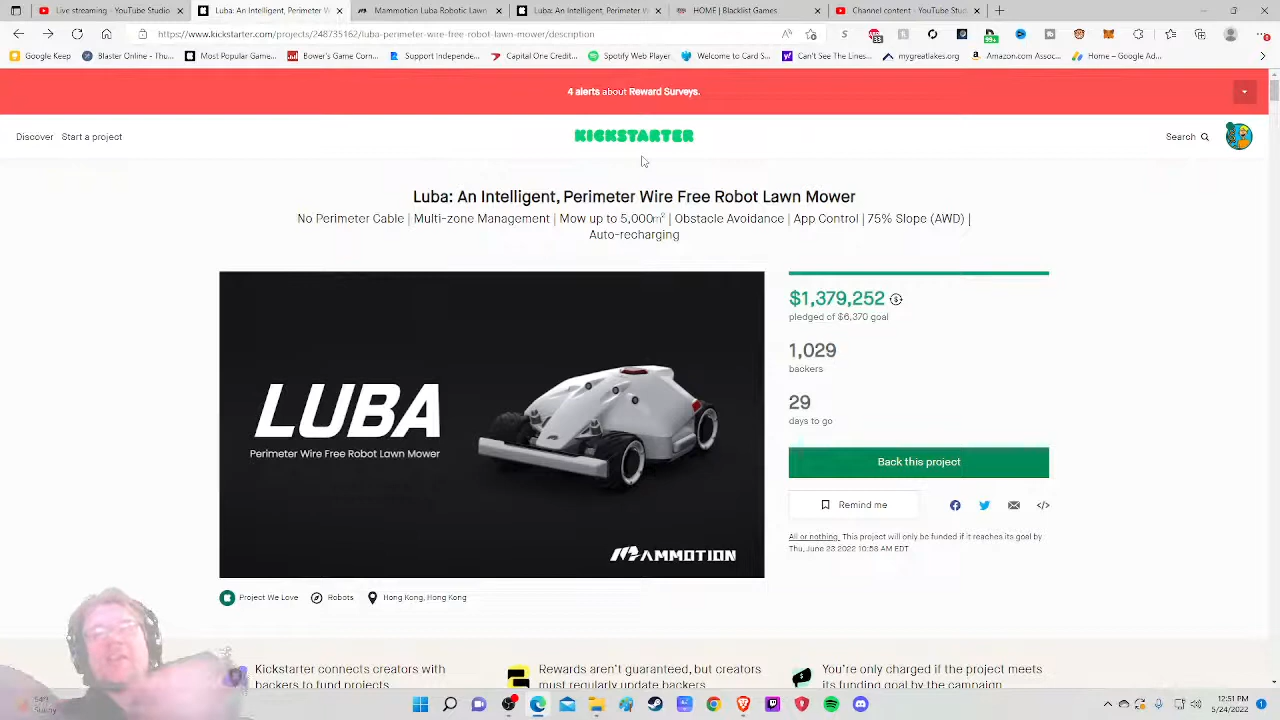 Live streaming - YouTube Studio
Luba: An Intelligent, Perimeter W
Mammotion Luba Robotic Lawn
Luba: An Intelligent, Perimeter W
HOME | Blacklist Games
Channel content - YouTube Stud
https://www.kickstarter.com/projects/248735162/luba-perimeter-wire-free-robot-lawn-mower/description
Google Keep
Blaster Online - Thu...
Most Popular Game...
Bower's Game Corn...
Support Independe...
Capital One Credit...
Spotify Web Player
Welcome to Card S...
Can't See The Lines...
mygreatlakes.org
Amazon.com Assoc...
Home – Google Ad...
4 alerts about Reward Surveys.
Discover Start a project
KICKSTARTER
Search
Luba: An Intelligent, Perimeter Wire Free Robot Lawn Mower
No Perimeter Cable | Multi-zone Management | Mow up to 5,000㎡ | Obstacle Avoidance | App Control | 75% Slope (AWD) |
Auto-recharging
LUBA
Perimeter Wire Free Robot Lawn Mower
MAMMOTION
$1,379,252
pledged of $6,370 goal
1,029
backers
29
days to go
Back this project
Remind me
All or nothing. This project will only be funded if it reaches its goal by
Thu, June 23 2022 10:58 AM EDT.
Project We Love
Robots
Hong Kong, Hong Kong
Kickstarter connects creators with
backers to fund projects
Rewards aren't guaranteed, but creators
must regularly update backers.
You're only charged if the project meets
its funding goal by the campaign
54°
12:51 PM
5/24/2022